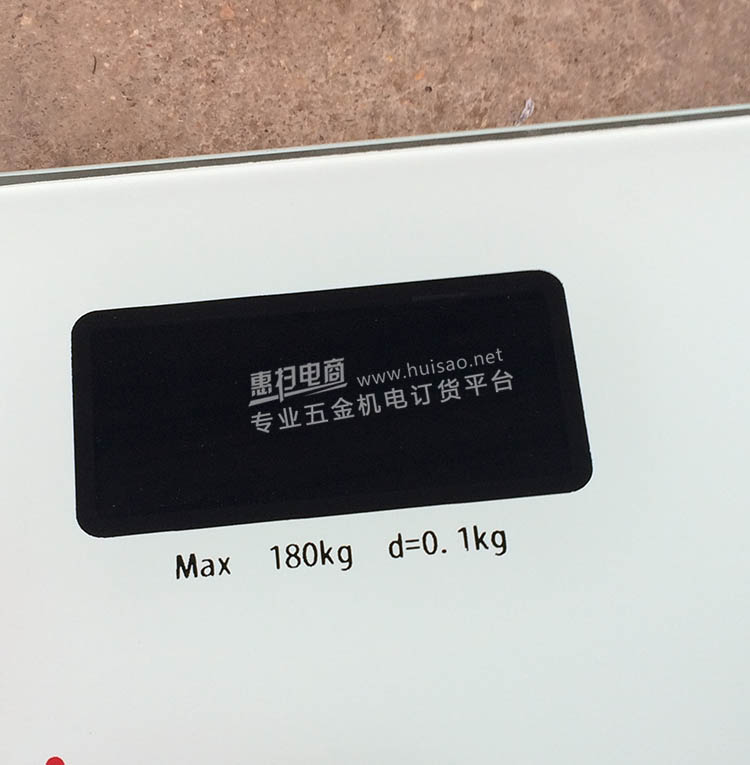 惠扫电商 www.huisao.net
专业五金机电订货平台
Max 180kg d=0.1kg